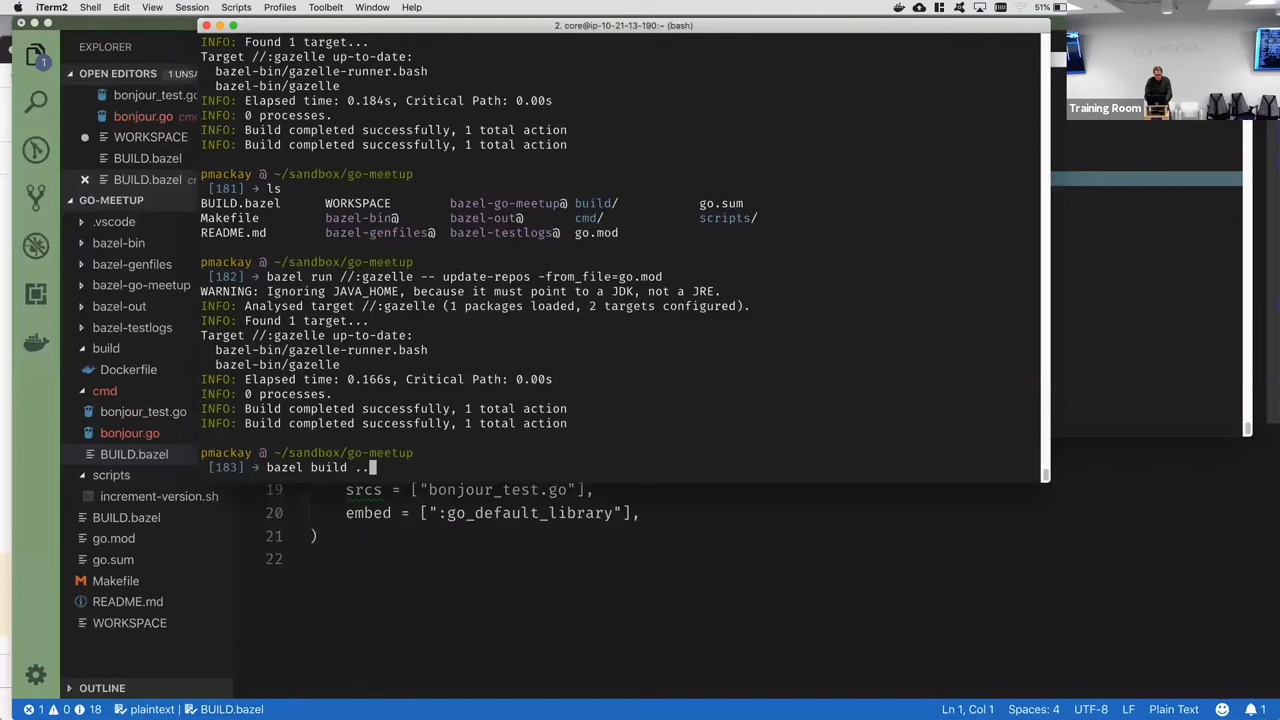 iTerm2 Shell Edit View Session Scripts Profiles Toolbelt Window Help
51%
2. core@ip-10-21-13-190:~ (bash)
EXPLORER
OPEN EDITORS 1 UNSA
bonjour_test.go
bonjour.go cm
WORKSPACE
BUILD.bazel
BUILD.bazel cm
GO-MEETUP
.vscode
bazel-bin
bazel-genfiles
bazel-go-meetup
bazel-out
bazel-testlogs
build
Dockerfile
cmd
bonjour_test.go
bonjour.go
BUILD.bazel
scripts
increment-version.sh
BUILD.bazel
go.mod
go.sum
Makefile
README.md
WORKSPACE
OUTLINE
INFO: Found 1 target...
Target //:gazelle up-to-date:
bazel-bin/gazelle-runner.bash
bazel-bin/gazelle
INFO: Elapsed time: 0.184s, Critical Path: 0.00s
INFO: 0 processes.
INFO: Build completed successfully, 1 total action
INFO: Build completed successfully, 1 total action
pmackay @ ~/sandbox/go-meetup
[181] → ls
BUILD.bazel WORKSPACE bazel-go-meetup@ build/ go.sum
Makefile bazel-bin@ bazel-out@ cmd/ scripts/
README.md bazel-genfiles@ bazel-testlogs@ go.mod
pmackay @ ~/sandbox/go-meetup
[182] → bazel run //:gazelle -- update-repos -from_file=go.mod
WARNING: Ignoring JAVA_HOME, because it must point to a JDK, not a JRE.
INFO: Analysed target //:gazelle (1 packages loaded, 2 targets configured).
INFO: Found 1 target...
Target //:gazelle up-to-date:
bazel-bin/gazelle-runner.bash
bazel-bin/gazelle
INFO: Elapsed time: 0.166s, Critical Path: 0.00s
INFO: 0 processes.
INFO: Build completed successfully, 1 total action
INFO: Build completed successfully, 1 total action
pmackay @ ~/sandbox/go-meetup
[183] → bazel build ..
19 srcs = ["bonjour_test.go"],
20 embed = [":go_default_library"],
21 )
22
Training Room
1 0 18 plaintext BUILD.bazel
Ln 1, Col 1 Spaces: 4 UTF-8 LF Plain Text 1